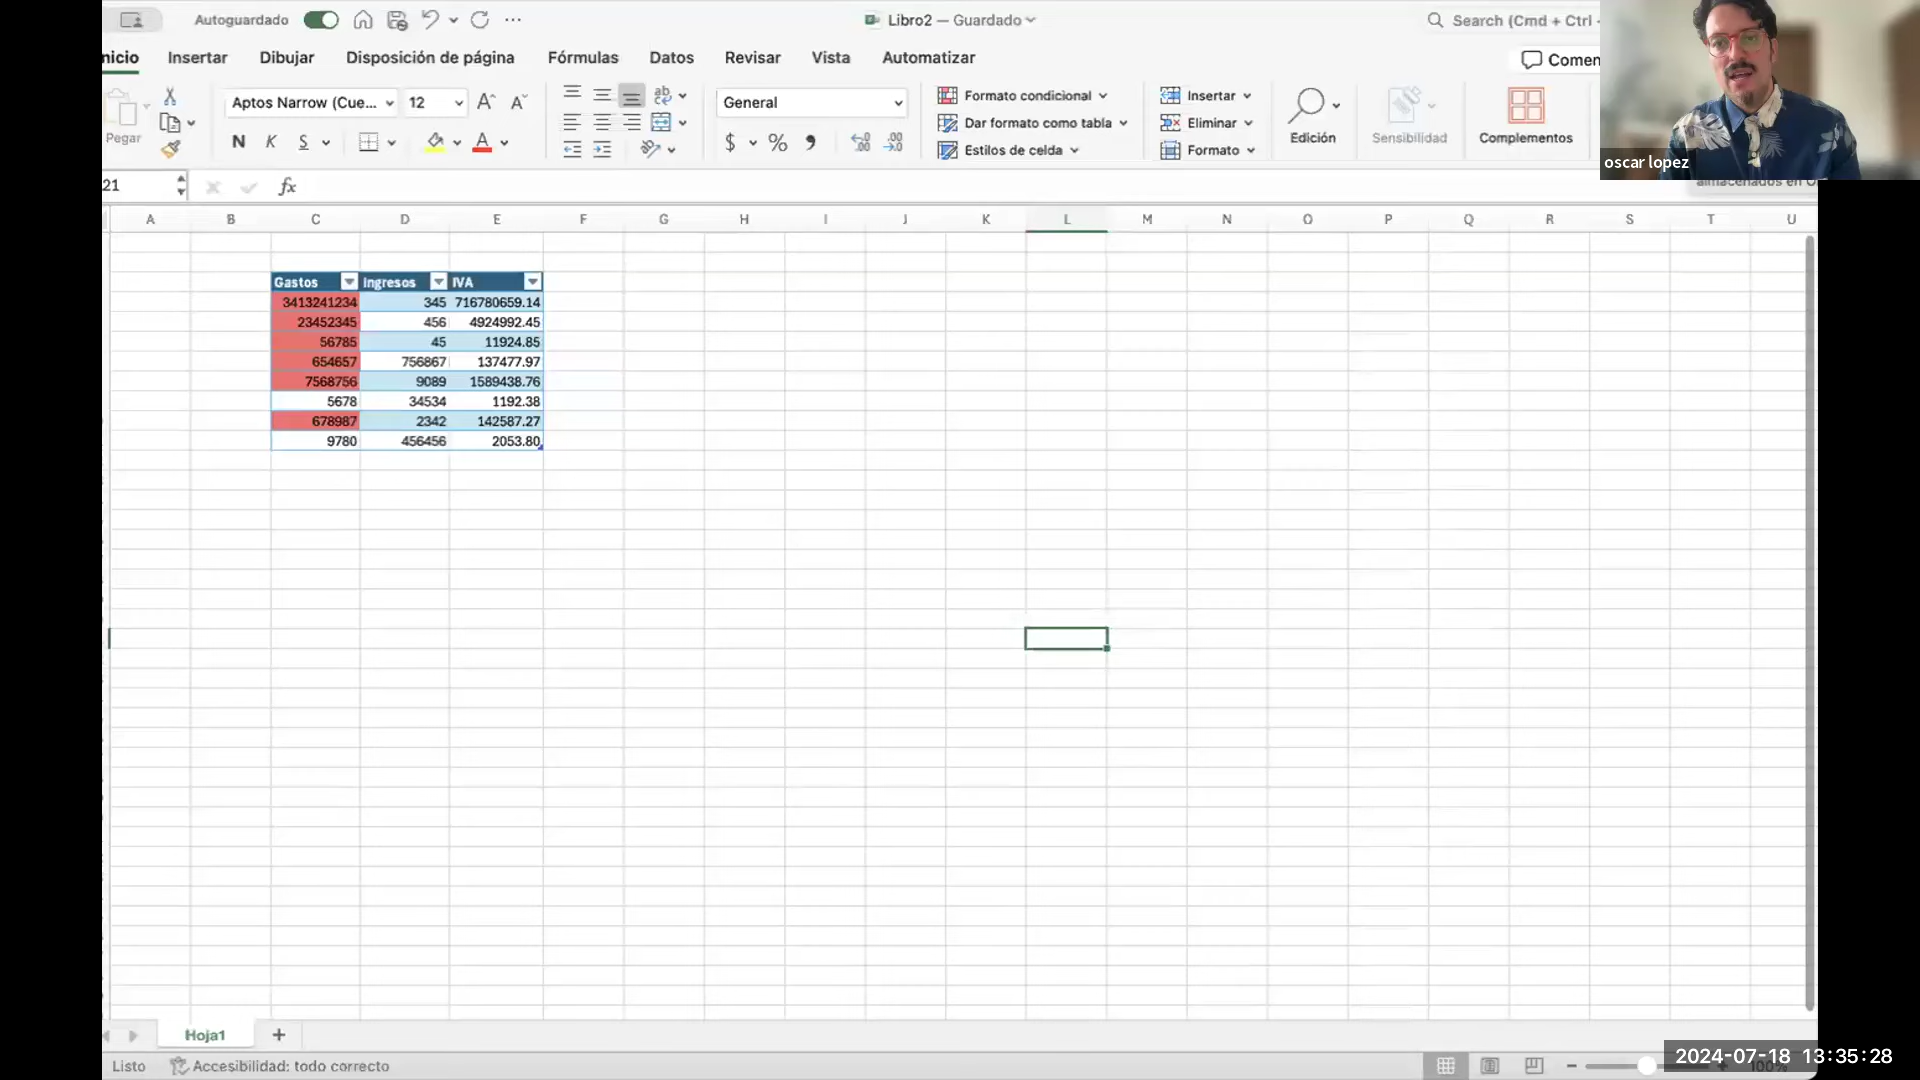 Autoguardado
Libro2 — Guardado
Search (Cmd + Ctrl
nicio Insertar Dibujar Disposición de página Fórmulas Datos Revisar Vista Automatizar
Comen
Pegar
Aptos Narrow (Cue... 12
N K S
General
$ %
Formato condicional
Dar formato como tabla
Estilos de celda
Insertar
Eliminar
Formato
Edición
Sensibilidad
Complementos
oscar lopez
21 fx
A B C D E F G H I J K L M N O P Q R S T U
Gastos Ingresos IVA
3413241234 345 716780659.14
23452345 456 4924992.45
56785 45 11924.85
654657 756867 137477.97
7568756 9089 1589438.76
5678 34534 1192.38
678987 2342 142587.27
9780 456456 2053.80
Hoja1 +
Listo Accesibilidad: todo correcto
2024-07-18 13:35:28
100%